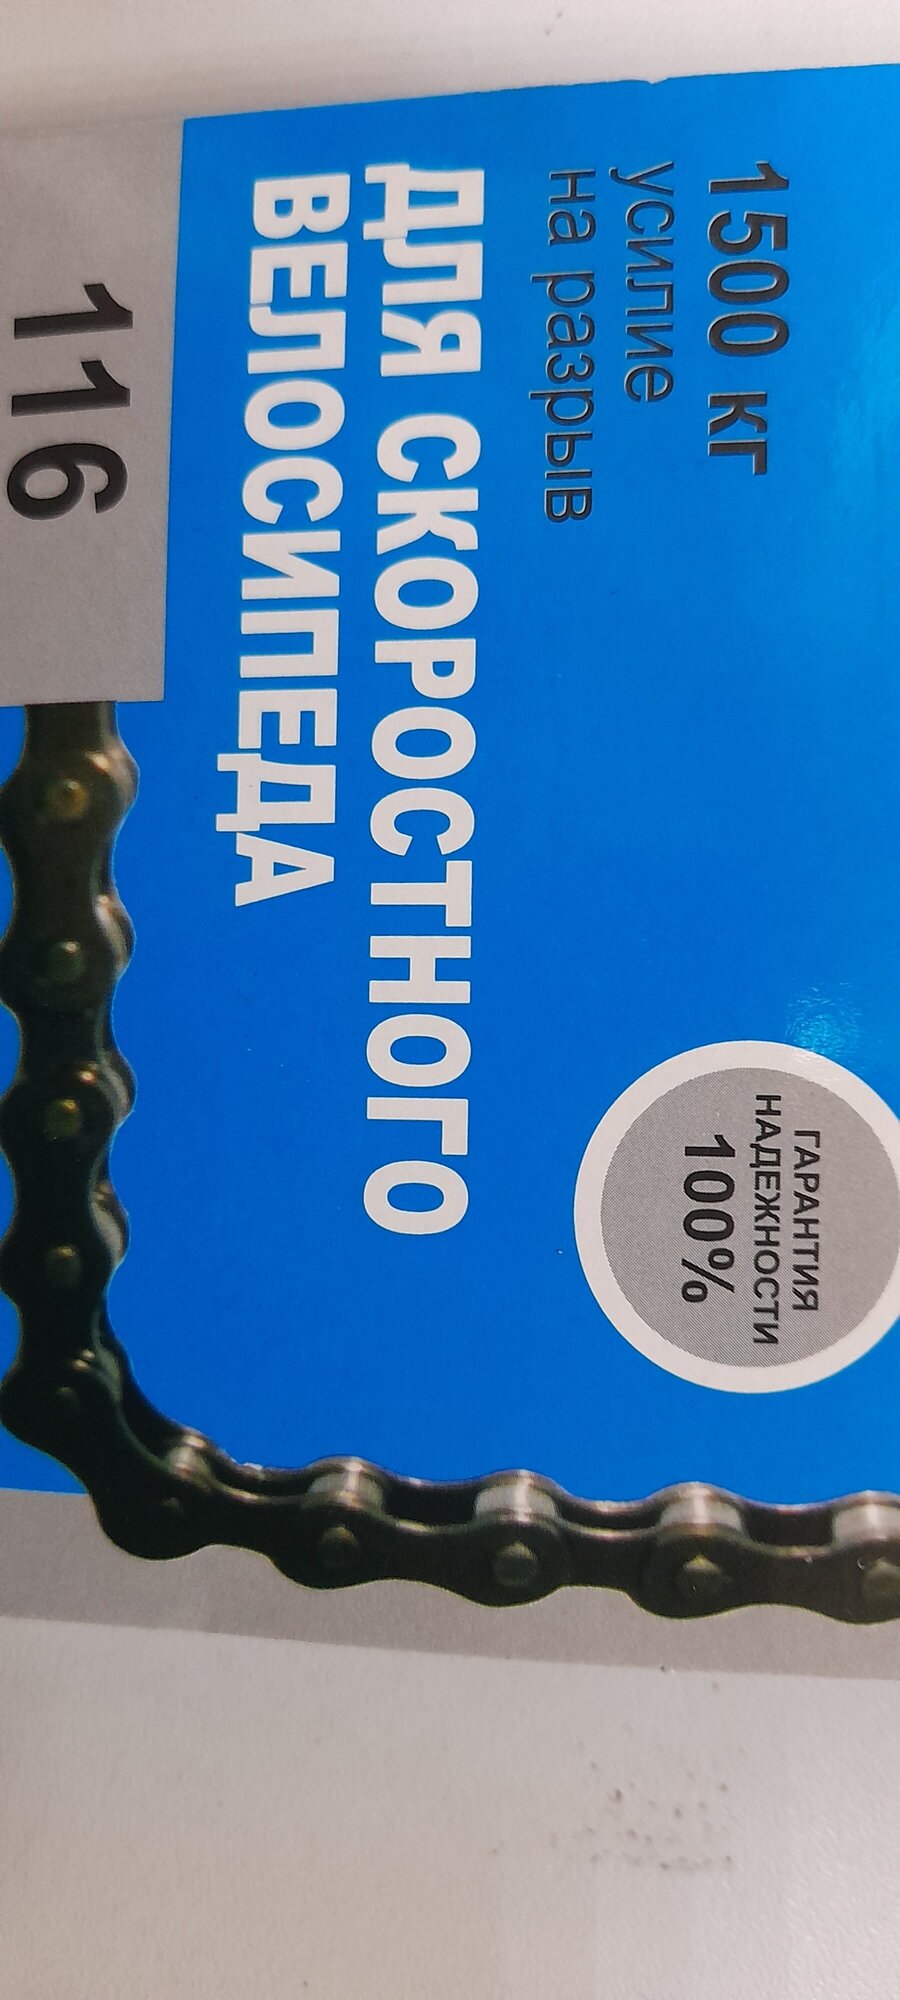 1500 кг
усилие
на разрыв
ГАРАНТИЯ
НАДЕЖНОСТИ
100%
ДЛЯ СКОРОСТНОГО
ВЕЛОСИПЕДА
116